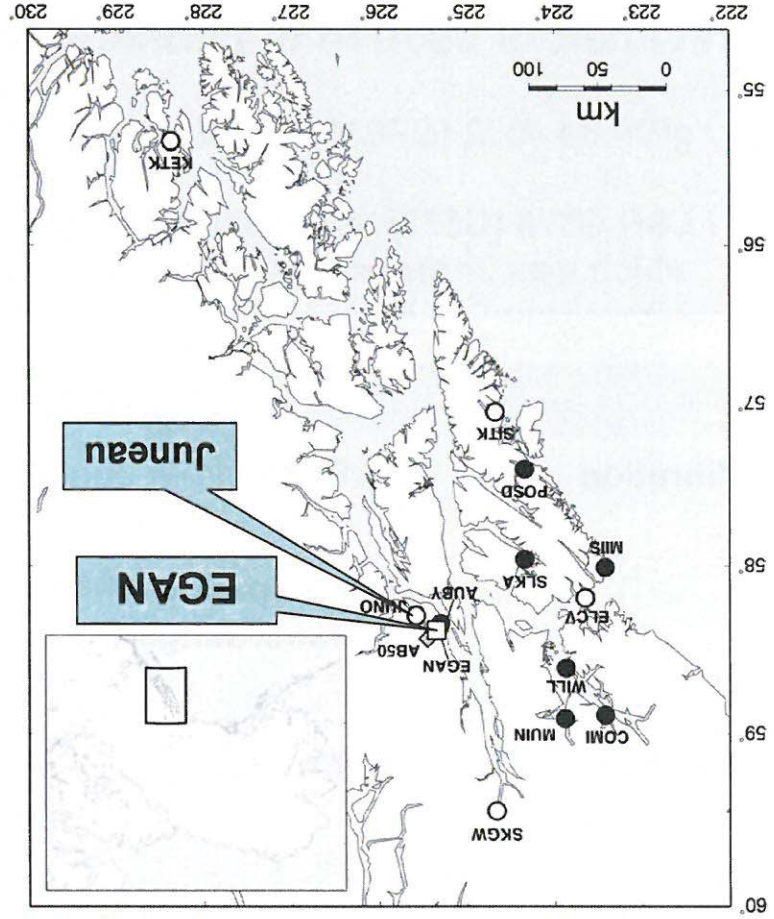 60°
SKGW
59°
COMI
MUIN
WILL
EGAN
AB50
ELCV
JUNO
AUBY
EGAN
SLKA
MIIS
58°
POSD
Juneau
SITK
57°
56°
KETK
km
0 50 100
55°
222° 223° 224° 225° 226° 227° 228° 229° 230°